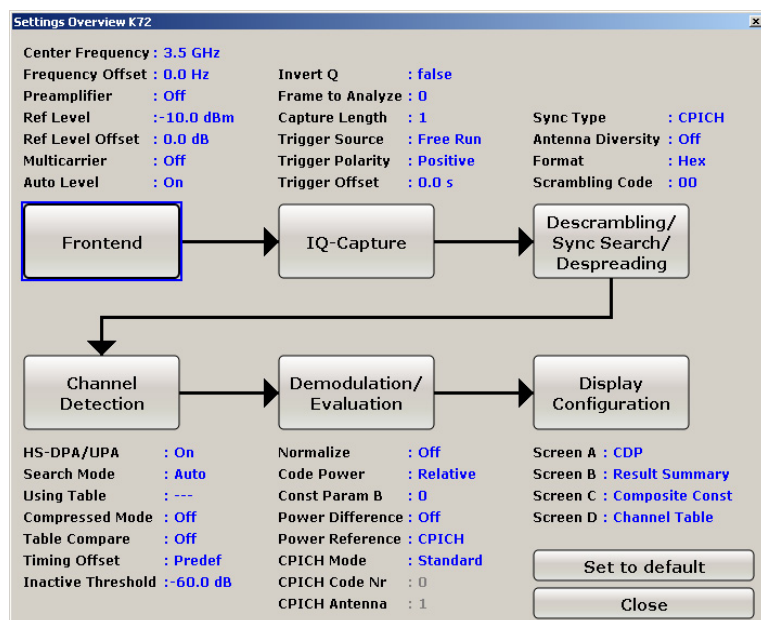 Settings Overview K72
Center Frequency : 3.5 GHz
Frequency Offset : 0.0 Hz
Preamplifier : Off
Ref Level :-10.0 dBm
Ref Level Offset : 0.0 dB
Multicarrier : Off
Auto Level : On
Invert Q : false
Frame to Analyze : 0
Capture Length : 1
Trigger Source : Free Run
Trigger Polarity : Positive
Trigger Offset : 0.0 s
Sync Type : CPICH
Antenna Diversity : Off
Format : Hex
Scrambling Code : 00
Frontend
IQ-Capture
Descrambling/
Sync Search/
Despreading
Channel
Detection
Demodulation/
Evaluation
Display
Configuration
HS-DPA/UPA : On
Search Mode : Auto
Using Table : ---
Compressed Mode : Off
Table Compare : Off
Timing Offset : Predef
Inactive Threshold :-60.0 dB
Normalize : Off
Code Power : Relative
Const Param B : 0
Power Difference : Off
Power Reference : CPICH
CPICH Mode : Standard
CPICH Code Nr : 0
CPICH Antenna : 1
Screen A : CDP
Screen B : Result Summary
Screen C : Composite Const
Screen D : Channel Table
Set to default
Close